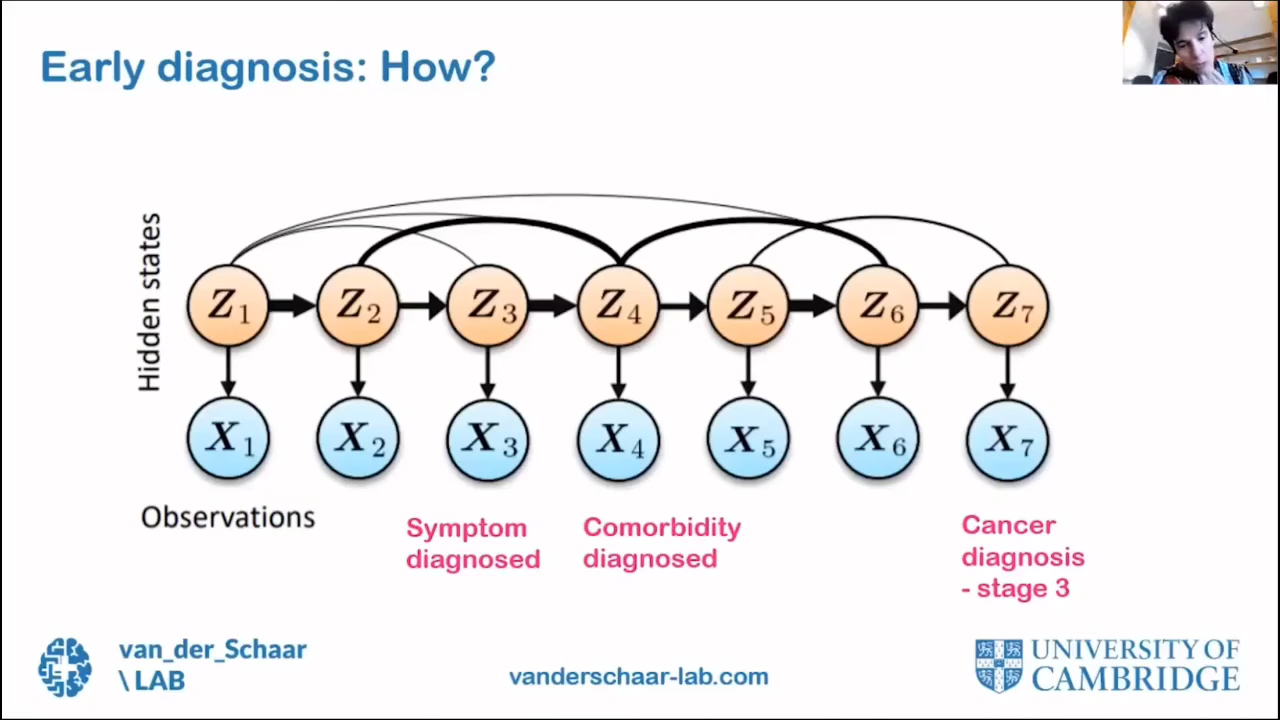 Early diagnosis: How?
Hidden states
Z1 Z2 Z3 Z4 Z5 Z6 Z7
X1 X2 X3 X4 X5 X6 X7
Observations
Symptom
diagnosed
Comorbidity
diagnosed
Cancer
diagnosis
- stage 3
van_der_Schaar
\ LAB
vanderschaar-lab.com
UNIVERSITY OF
CAMBRIDGE